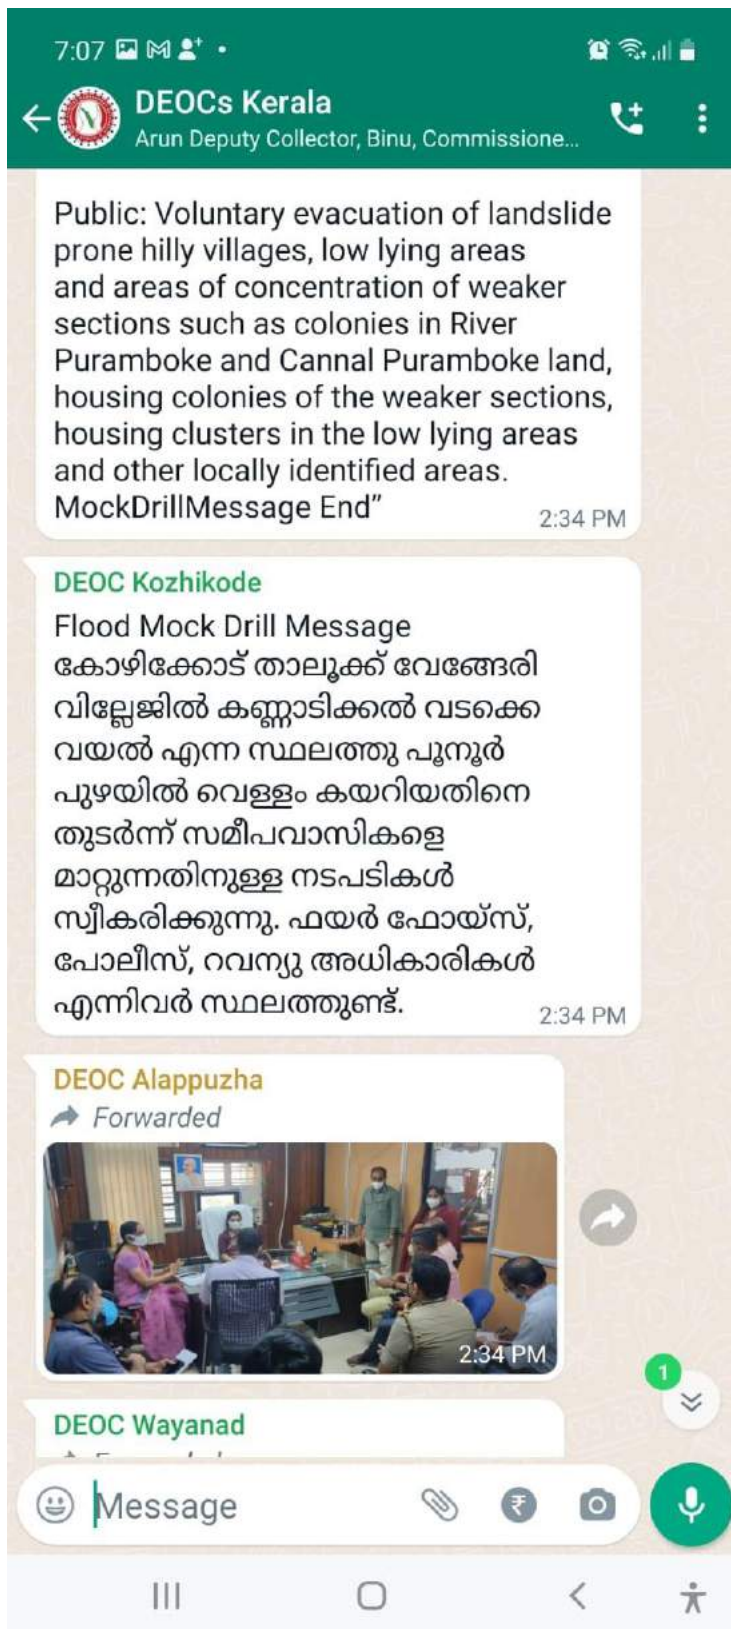 7:07
DEOCs Kerala
Arun Deputy Collector, Binu, Commissione...
Public: Voluntary evacuation of landslide
prone hilly villages, low lying areas
and areas of concentration of weaker
sections such as colonies in River
Puramboke and Cannal Puramboke land,
housing colonies of the weaker sections,
housing clusters in the low lying areas
and other locally identified areas.
MockDrillMessage End”
2:34 PM
DEOC Kozhikode
Flood Mock Drill Message
കോഴിക്കോട് താലൂക്ക് വേങ്ങേരി
വില്ലേജിൽ കണ്ണാടിക്കൽ വടക്കെ
വയൽ എന്ന സ്ഥലത്തു പൂനൂർ
പുഴയിൽ വെള്ളം കയറിയതിനെ
തുടർന്ന് സമീപവാസികളെ
മാറ്റുന്നതിനുള്ള നടപടികൾ
സ്വീകരിക്കുന്നു. ഫയർ ഫോയ്സ്,
പോലീസ്, റവന്യു അധികാരികൾ
എന്നിവർ സ്ഥലത്തുണ്ട്.
2:34 PM
DEOC Alappuzha
Forwarded
2:34 PM
1
DEOC Wayanad
Message